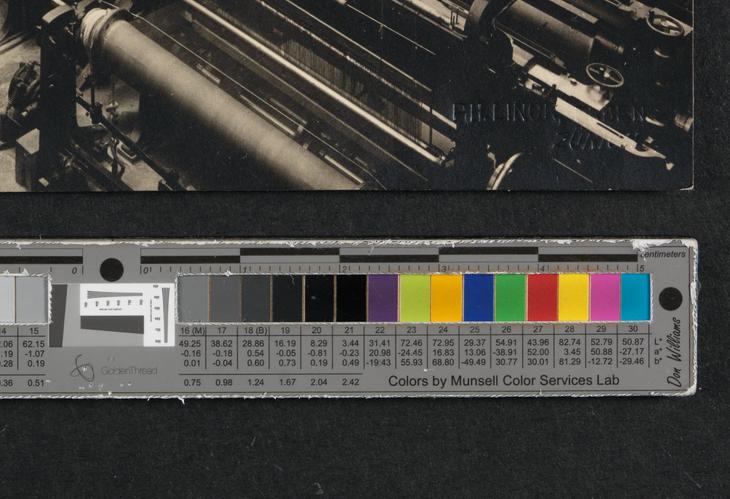 PH. LINCK
ZÜRICH
0 0 1 2 3 4 5
centimeters
15 16 (M) 17 18 (B) 19 20 21 22 23 24 25 26 27 28 29 30
62.15 49.25 38.62 28.86 16.19 8.29 3.44 31.41 72.46 72.95 29.37 54.91 43.96 82.74 52.79 50.87 L*
-1.07 -0.16 -0.18 0.54 -0.05 -0.81 -0.23 20.98 -24.45 16.83 13.06 -38.91 52.00 3.45 50.88 -27.17 a*
0.19 0.01 -0.04 0.60 0.73 0.19 0.49 -19.43 55.93 68.80 -49.49 30.77 30.01 81.29 -12.72 -29.46 b*
0.36 0.51 0.75 0.98 1.24 1.67 2.04 2.42
GoldenThread
Colors by Munsell Color Services Lab
Don Williams